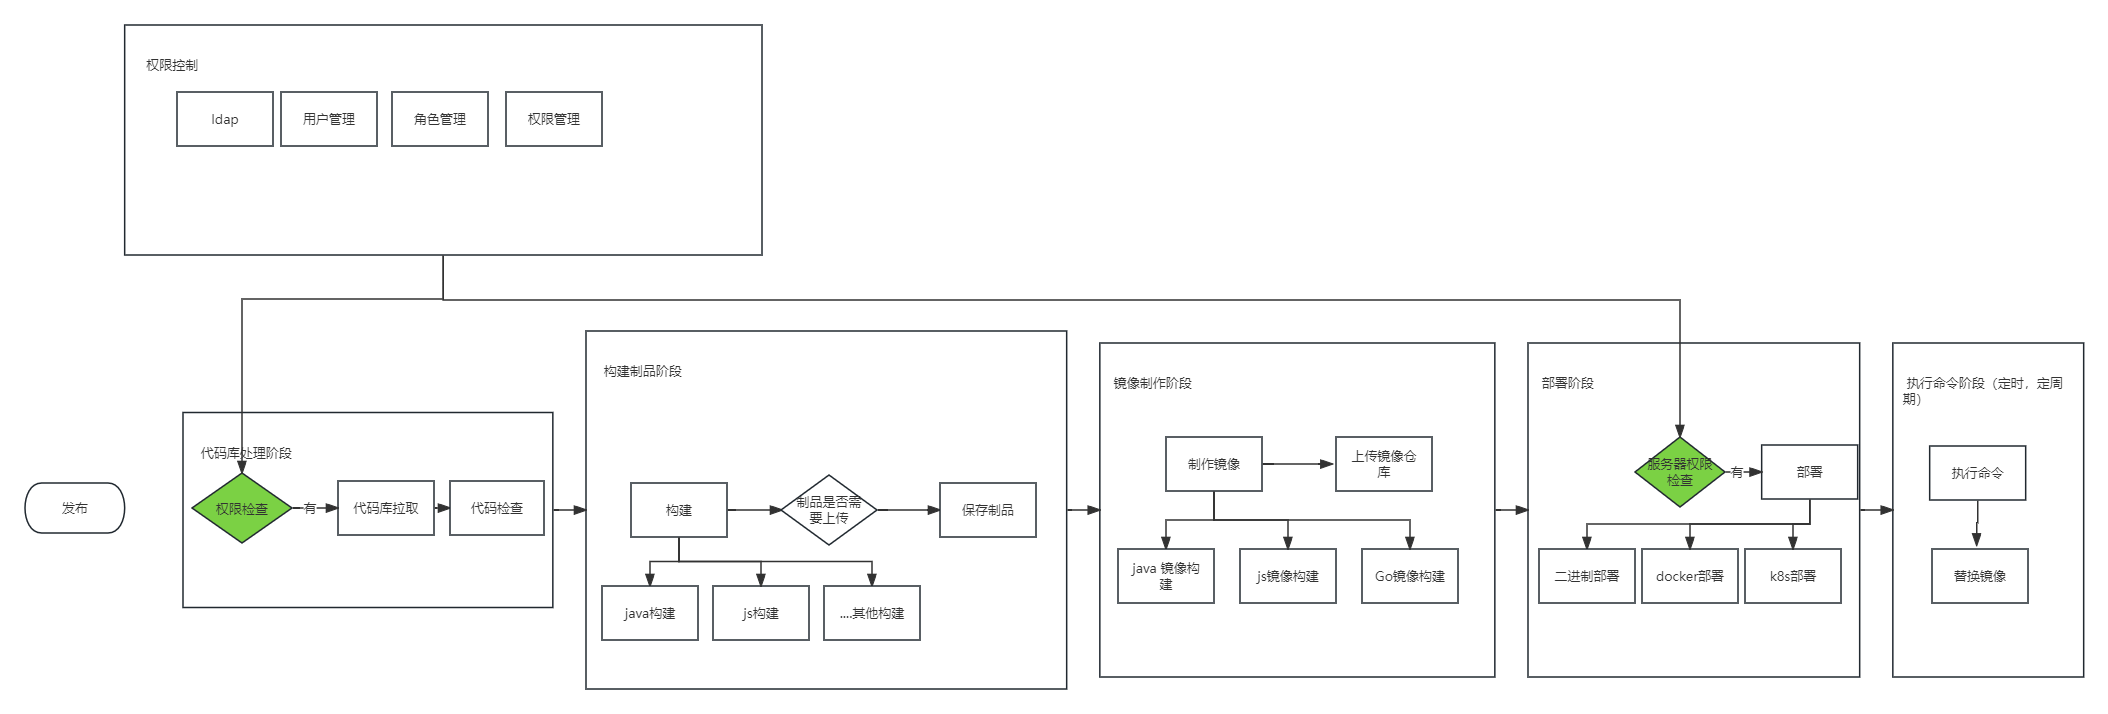 权限控制
ldap
用户管理
角色管理
权限管理
发布
代码库处理阶段
权限检查
有
代码库拉取
代码检查
构建制品阶段
构建
制品是否需
要上传
保存制品
java构建
js构建
....其他构建
镜像制作阶段
制作镜像
上传镜像仓
库
java 镜像构
建
js镜像构建
Go镜像构建
部署阶段
服务器权限
检查
有
部署
二进制部署
docker部署
k8s部署
执行命令阶段（定时，定周
期）
执行命令
替换镜像